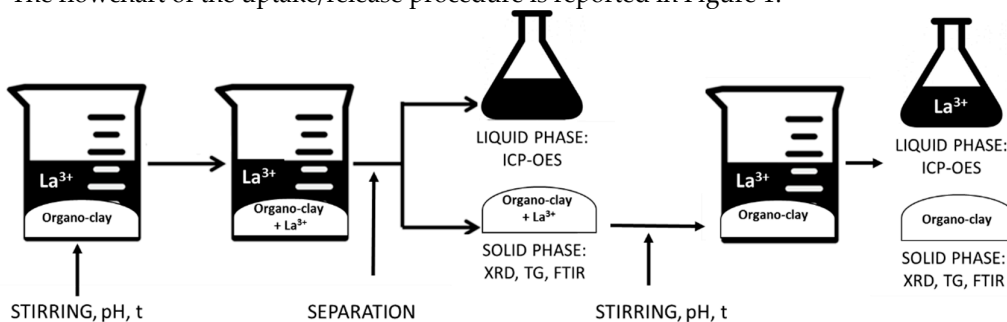 The flowchart of the uptake/release procedure is reported in Figure 1.
La³⁺
Organo-clay
STIRRING, pH, t
La³⁺
Organo-clay
+ La³⁺
SEPARATION
LIQUID PHASE:
ICP-OES
Organo-clay
+ La³⁺
SOLID PHASE:
XRD, TG, FTIR
STIRRING, pH, t
La³⁺
Organo-clay
La³⁺
LIQUID PHASE:
ICP-OES
Organo-clay
SOLID PHASE:
XRD, TG, FTIR